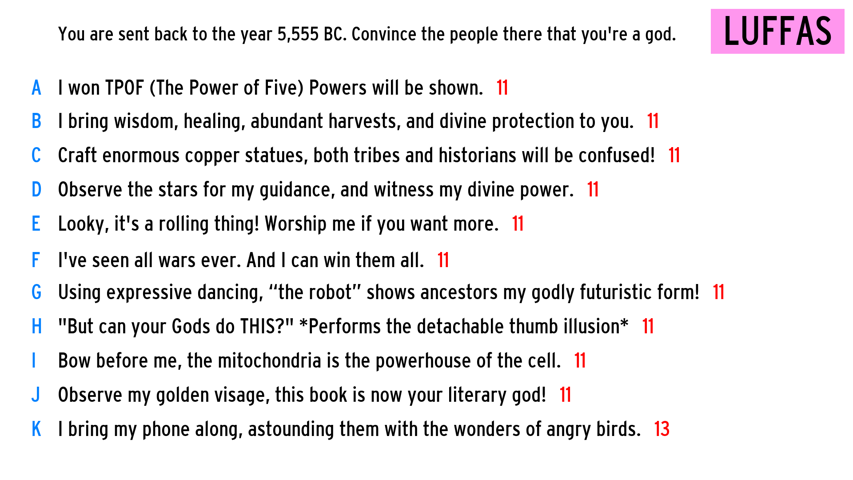 You are sent back to the year 5,555 BC. Convince the people there that you're a god.
LUFFAS
A I won TPOF (The Power of Five) Powers will be shown. 11
B I bring wisdom, healing, abundant harvests, and divine protection to you. 11
C Craft enormous copper statues, both tribes and historians will be confused! 11
D Observe the stars for my guidance, and witness my divine power. 11
E Looky, it's a rolling thing! Worship me if you want more. 11
F I've seen all wars ever. And I can win them all. 11
G Using expressive dancing, “the robot” shows ancestors my godly futuristic form! 11
H "But can your Gods do THIS?" *Performs the detachable thumb illusion* 11
I Bow before me, the mitochondria is the powerhouse of the cell. 11
J Observe my golden visage, this book is now your literary god! 11
K I bring my phone along, astounding them with the wonders of angry birds. 13